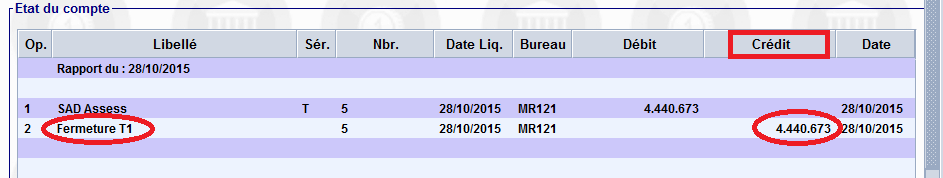 Etat du compte
Op. Libellé Sér. Nbr. Date Liq. Bureau Débit Crédit Date
Rapport du : 28/10/2015
1 SAD Assess T 5 28/10/2015 MR121 4.440.673 28/10/2015
2 Fermeture T1 5 28/10/2015 MR121 4.440.673 28/10/2015